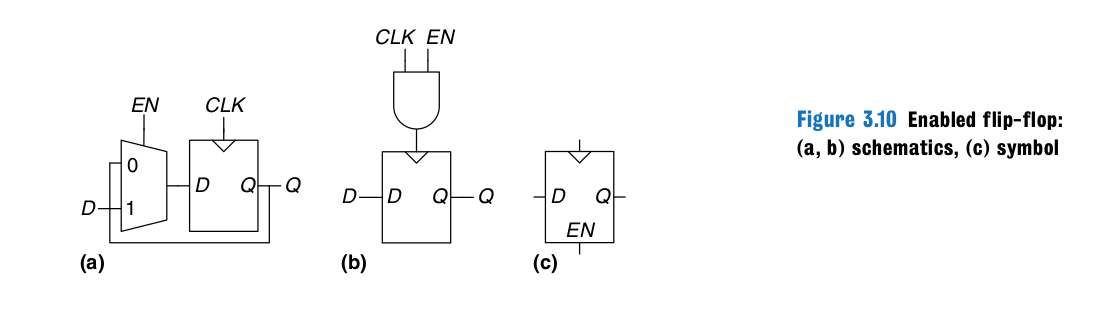 CLK EN
EN CLK
Figure 3.10 Enabled flip-flop:
(a, b) schematics, (c) symbol
0
D Q Q
D 1
D D Q Q
D Q
EN
(a) (b) (c)